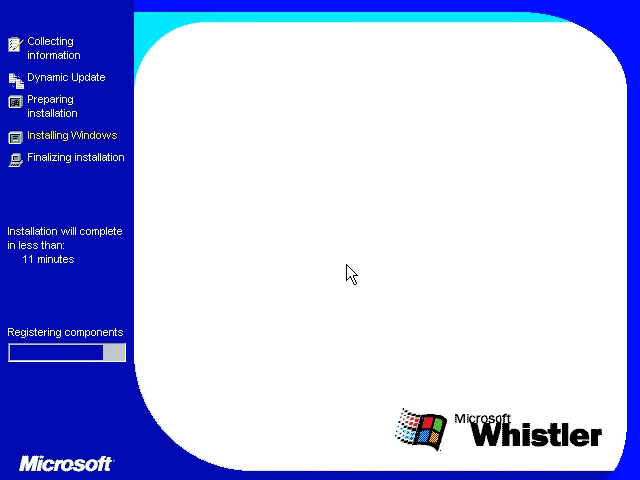 Collecting
information
Dynamic Update
Preparing
installation
Installing Windows
Finalizing installation
Installation will complete
in less than:
11 minutes
Registering components
Microsoft
Whistler
Microsoft